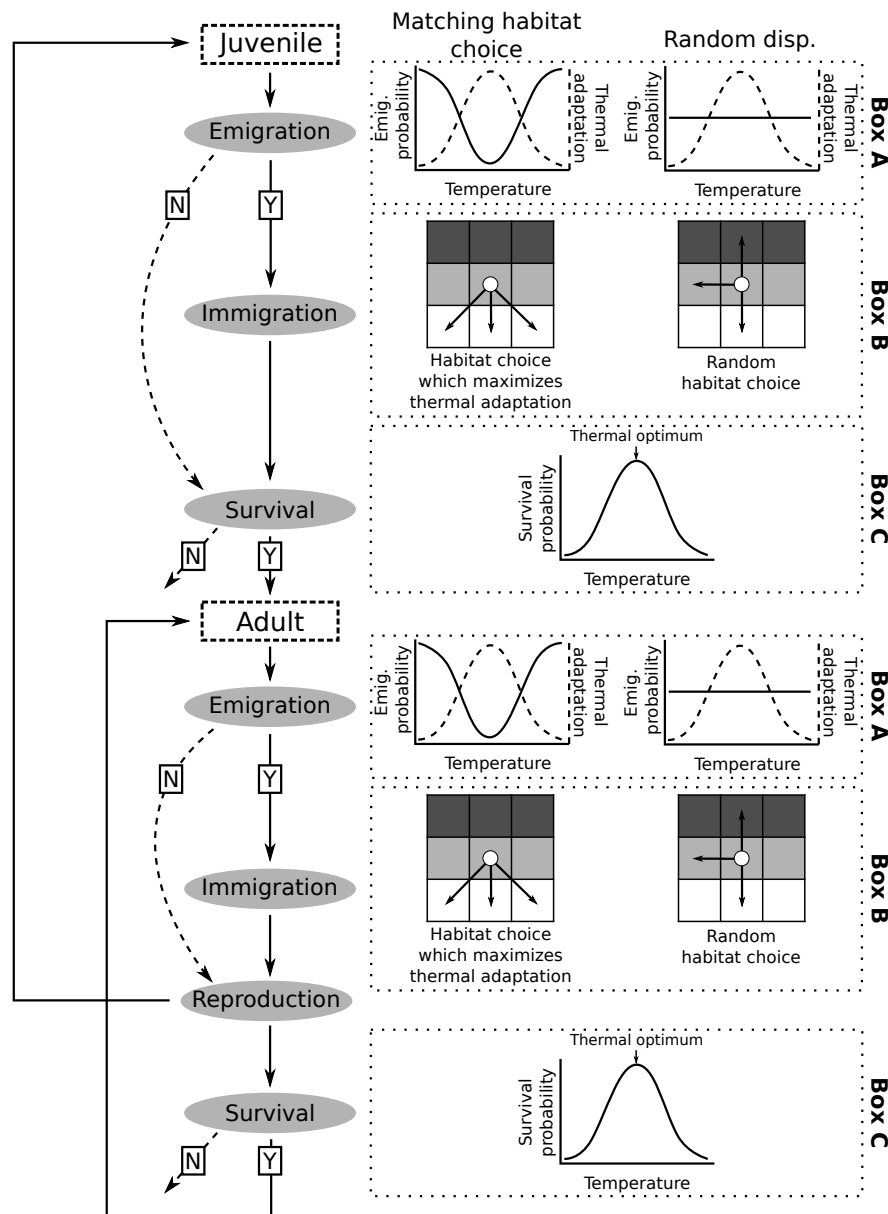 Juvenile
Matching habitat
choice
Random disp.
Emigration
N
Y
Emig.
probability
Thermal
adaptation
Temperature
Emig.
probability
Thermal
adaptation
Temperature
Box A
Immigration
Habitat choice
which maximizes
thermal adaptation
Random
habitat choice
Box B
Survival
N
Y
Thermal optimum
Survival
probability
Temperature
Box C
Adult
Emigration
N
Y
Emig.
probability
Thermal
adaptation
Temperature
Emig.
probability
Thermal
adaptation
Temperature
Box A
Immigration
Habitat choice
which maximizes
thermal adaptation
Random
habitat choice
Box B
Reproduction
Survival
N
Y
Thermal optimum
Survival
probability
Temperature
Box C